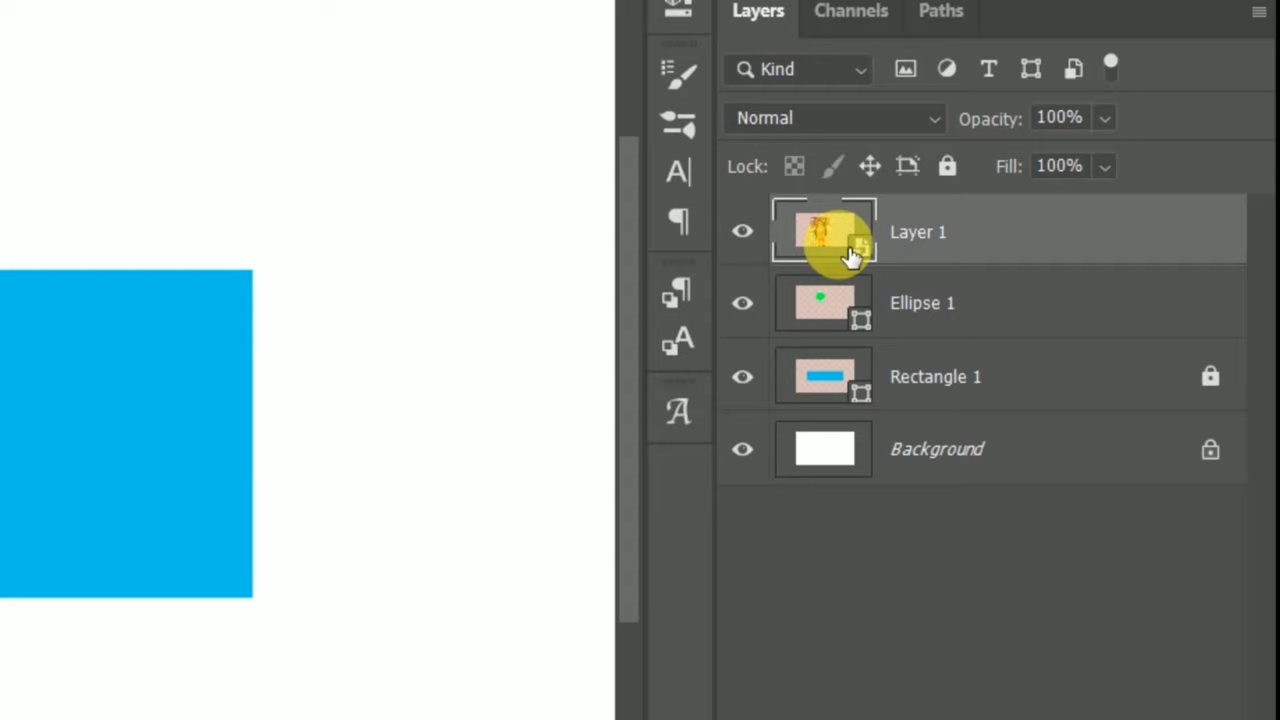 Layers Channels Paths
Kind
Normal Opacity: 100%
Lock: Fill: 100%
Layer 1
Ellipse 1
Rectangle 1
Background